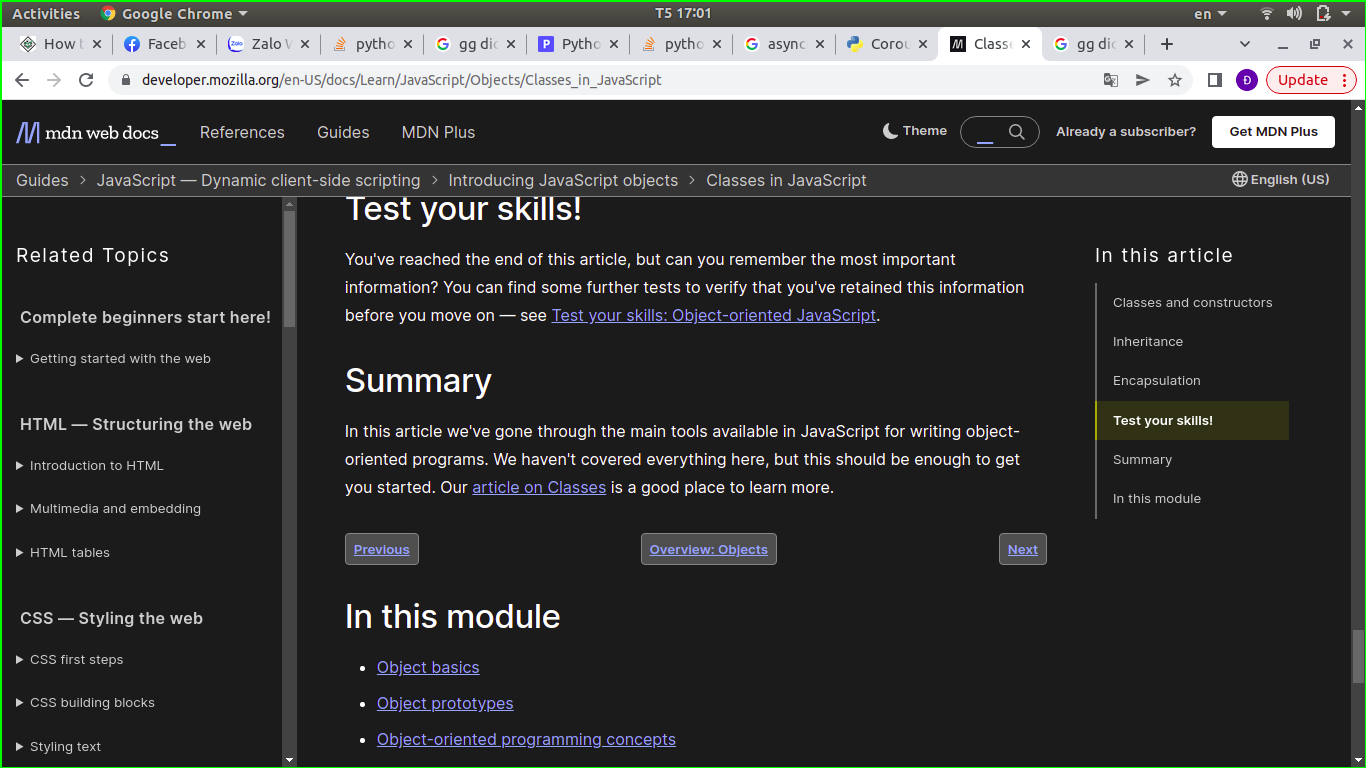 Activities Google Chrome T5 17:01 en
How t Faceb Zalo W pytho gg dic Pytho pytho async Corou Classe gg dic
developer.mozilla.org/en-US/docs/Learn/JavaScript/Objects/Classes_in_JavaScript Đ Update
mdn web docs_ References Guides MDN Plus Theme Already a subscriber? Get MDN Plus
Guides JavaScript — Dynamic client-side scripting Introducing JavaScript objects Classes in JavaScript English (US)
Related Topics
Complete beginners start here!
Getting started with the web
HTML — Structuring the web
Introduction to HTML
Multimedia and embedding
HTML tables
CSS — Styling the web
CSS first steps
CSS building blocks
Styling text
Test your skills!
You've reached the end of this article, but can you remember the most important
information? You can find some further tests to verify that you've retained this information
before you move on — see Test your skills: Object-oriented JavaScript.
Summary
In this article we've gone through the main tools available in JavaScript for writing object-
oriented programs. We haven't covered everything here, but this should be enough to get
you started. Our article on Classes is a good place to learn more.
Previous Overview: Objects Next
In this module
• Object basics
• Object prototypes
• Object-oriented programming concepts
In this article
Classes and constructors
Inheritance
Encapsulation
Test your skills!
Summary
In this module